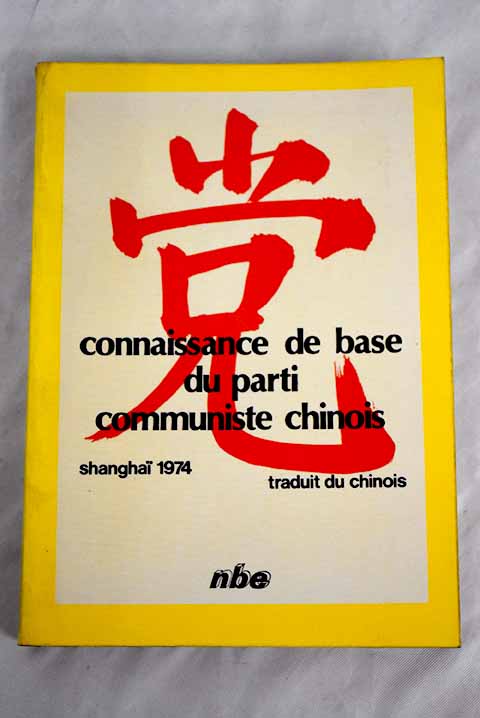 党
connaissance de base
du parti
communiste chinois
shanghaï 1974
traduit du chinois
nbe